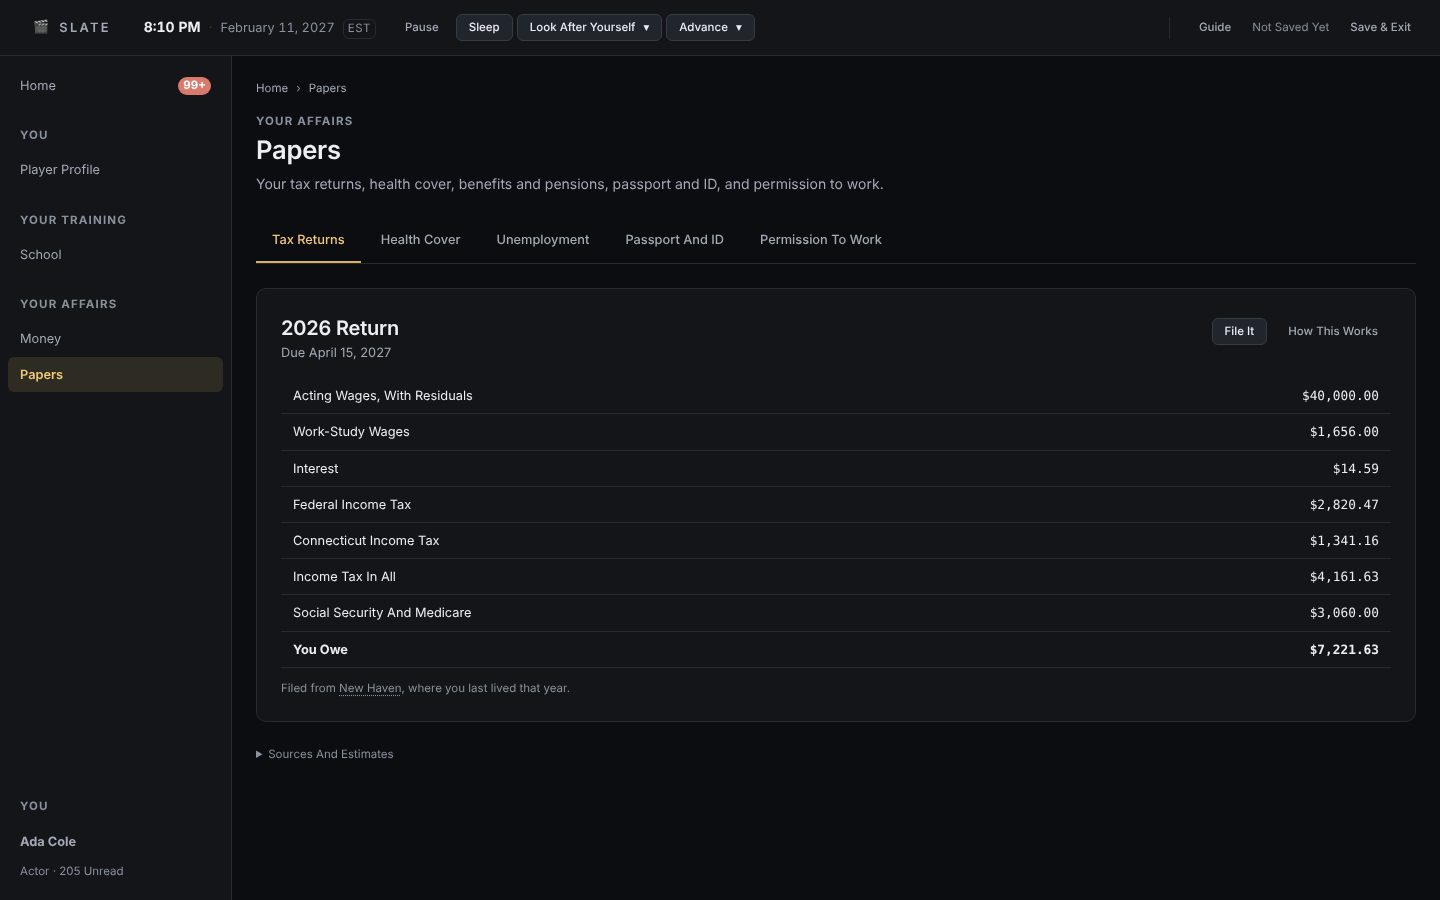 🎬 SLATE
8:10 PM · February 11, 2027 EST
Pause
Sleep
Look After Yourself ▾
Advance ▾
Guide
Not Saved Yet
Save & Exit
Home
99+
YOU
Player Profile
YOUR TRAINING
School
YOUR AFFAIRS
Money
Papers
YOU
Ada Cole
Actor · 205 Unread
Home › Papers
YOUR AFFAIRS
Papers
Your tax returns, health cover, benefits and pensions, passport and ID, and permission to work.
Tax Returns
Health Cover
Unemployment
Passport And ID
Permission To Work
2026 Return
Due April 15, 2027
File It
How This Works
Acting Wages, With Residuals $40,000.00
Work-Study Wages $1,656.00
Interest $14.59
Federal Income Tax $2,820.47
Connecticut Income Tax $1,341.16
Income Tax In All $4,161.63
Social Security And Medicare $3,060.00
You Owe $7,221.63
Filed from New Haven, where you last lived that year.
▶ Sources And Estimates